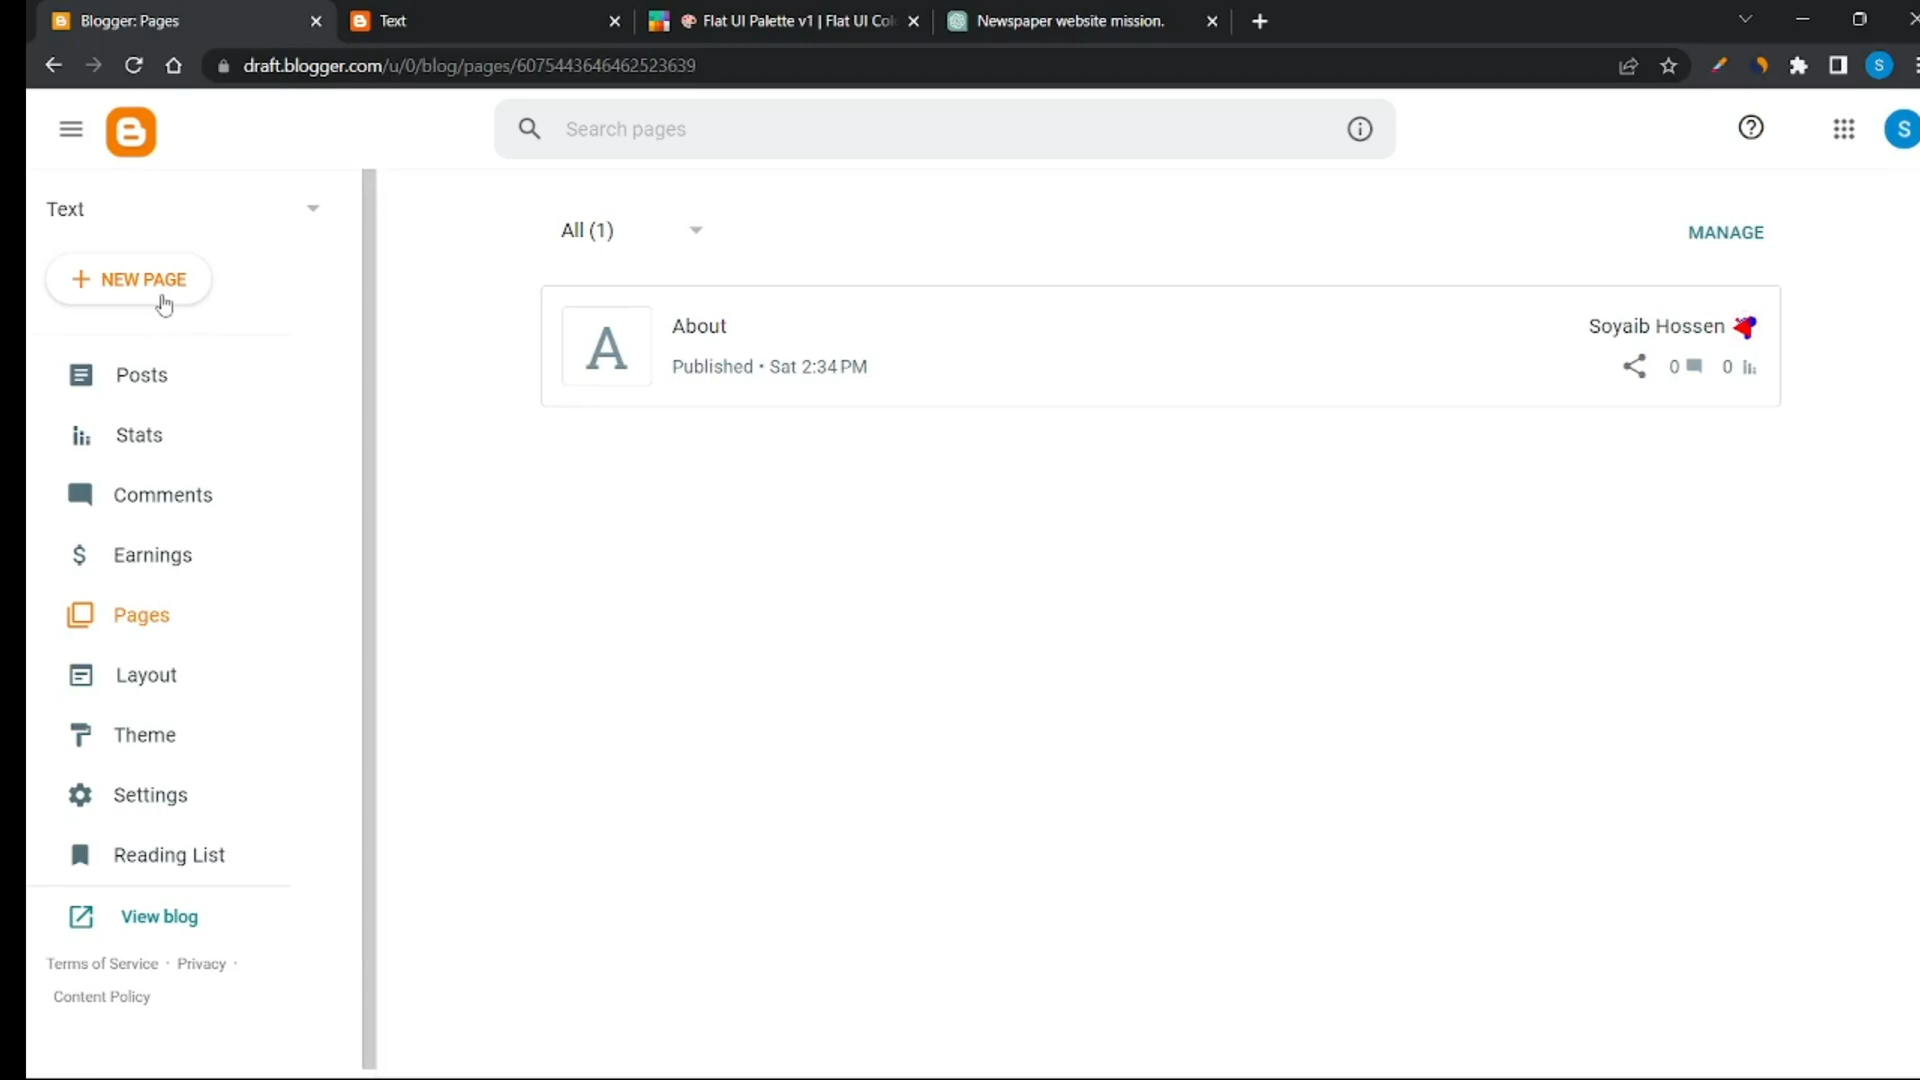 Blogger: Pages
Text
Flat UI Palette v1 | Flat UI Col
Newspaper website mission.
draft.blogger.com/u/0/blog/pages/6075443646462523639
S
Search pages
S
Text
All (1)
MANAGE
+ NEW PAGE
A
About
Soyaib Hossen
Published • Sat 2:34 PM
0
0
Posts
Stats
Comments
Earnings
Pages
Layout
Theme
Settings
Reading List
View blog
Terms of Service · Privacy ·
Content Policy